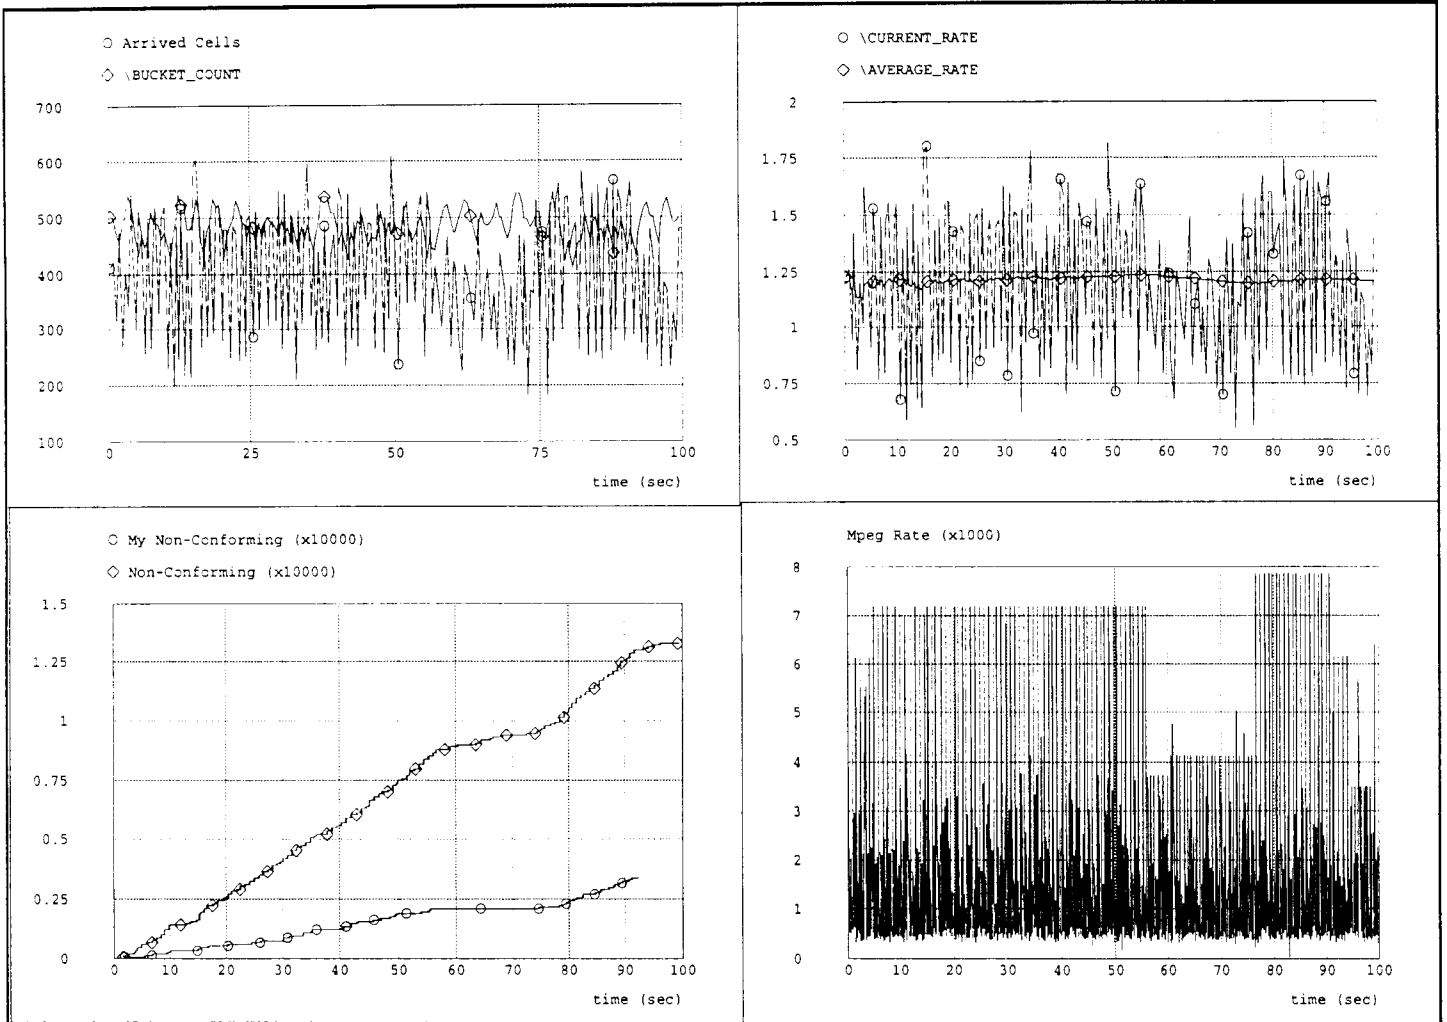 Arrived Cells
\BUCKET_COUNT
700
600
500
400
300
200
100
0 25 50 75 100
time (sec)
\CURRENT_RATE
\AVERAGE_RATE
2
1.75
1.5
1.25
1
0.75
0.5
0 10 20 30 40 50 60 70 80 90 100
time (sec)
My Non-Conforming (x10000)
Non-Conforming (x10000)
1.5
1.25
1
0.75
0.5
0.25
0
0 10 20 30 40 50 60 70 80 90 100
time (sec)
Mpeg Rate (x1000)
8
7
6
5
4
3
2
1
0
0 10 20 30 40 50 60 70 80 90 100
time (sec)